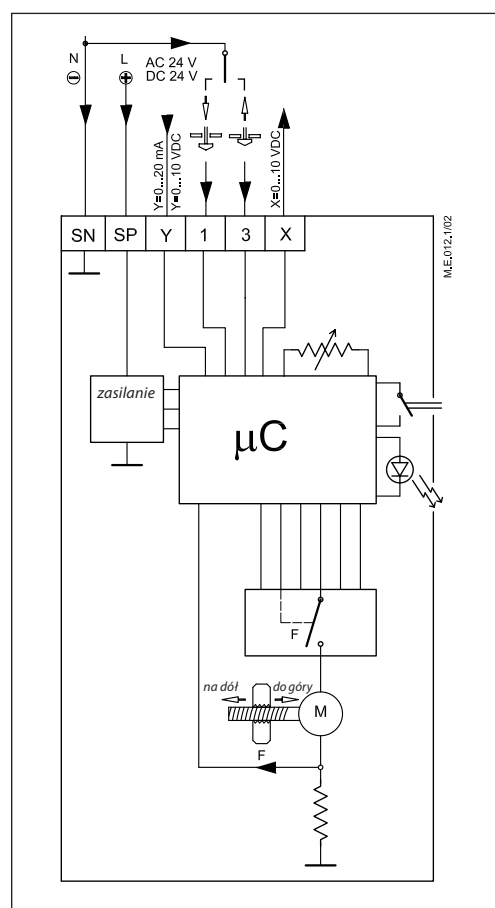 N L AC 24 V
DC 24 V
Y=0...20 mA
Y=0...10 VDC
X=0...10 VDC
SN SP Y 1 3 X
M.E.012.1/02
zasilanie
μC
F
na dół do góry
M
F